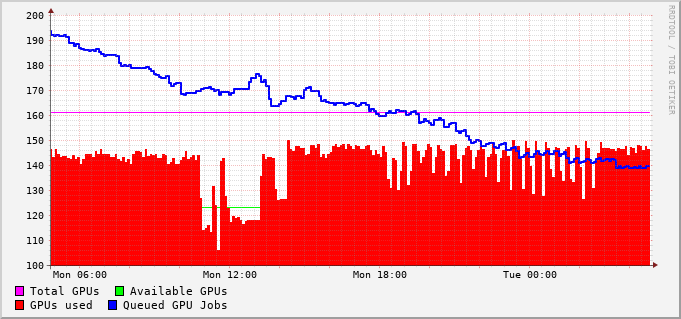 200
190
180
170
160
150
140
130
120
110
100
Mon 06:00 Mon 12:00 Mon 18:00 Tue 00:00
Total GPUs Available GPUs
GPUs used Queued GPU Jobs
RRDTOOL / TOBI OETIKER